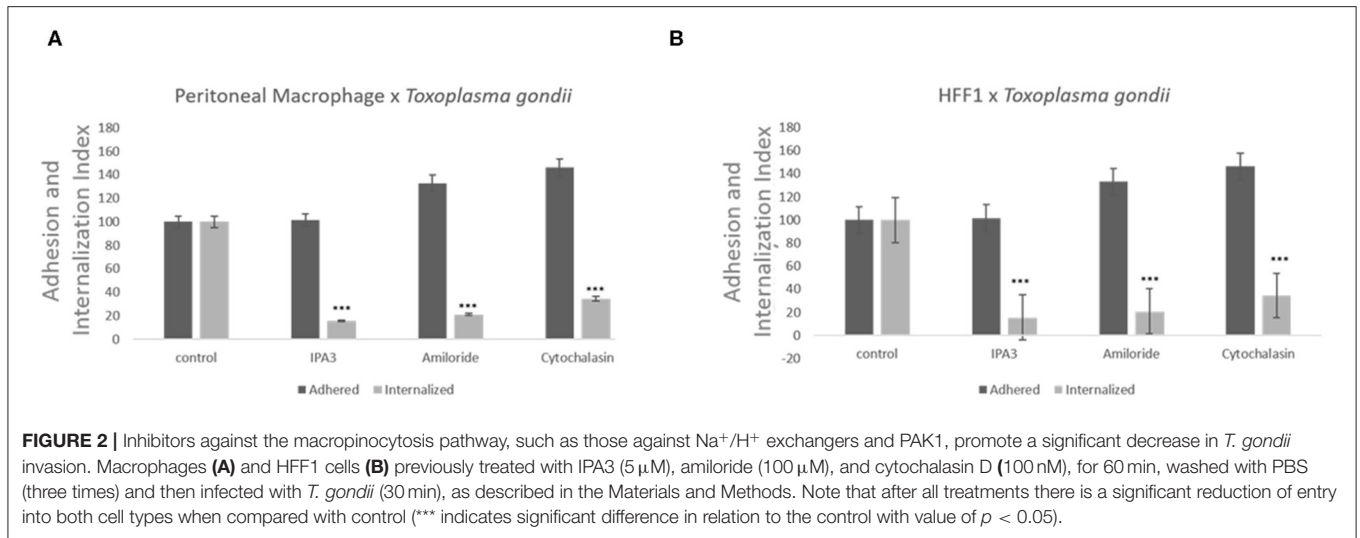 A
Peritoneal Macrophage x Toxoplasma gondii
Adhesion and
Internalization Index
180
160
140
120
100
80
60
40
20
0
***
***
***
control
IPA3
Amiloride
Cytochalasin
Adhered
Internalized
B
HFF1 x Toxoplasma gondii
Adhesion and
Internalization Index
180
160
140
120
100
80
60
40
20
0
-20
***
***
***
control
IPA3
Amiloride
Cytochalasin
Adhered
Internalized
FIGURE 2 | Inhibitors against the macropinocytosis pathway, such as those against Na⁺/H⁺ exchangers and PAK1, promote a significant decrease in T. gondii
invasion. Macrophages (A) and HFF1 cells (B) previously treated with IPA3 (5 μM), amiloride (100 μM), and cytochalasin D (100 nM), for 60 min, washed with PBS
(three times) and then infected with T. gondii (30 min), as described in the Materials and Methods. Note that after all treatments there is a significant reduction of entry
into both cell types when compared with control (*** indicates significant difference in relation to the control with value of p < 0.05).